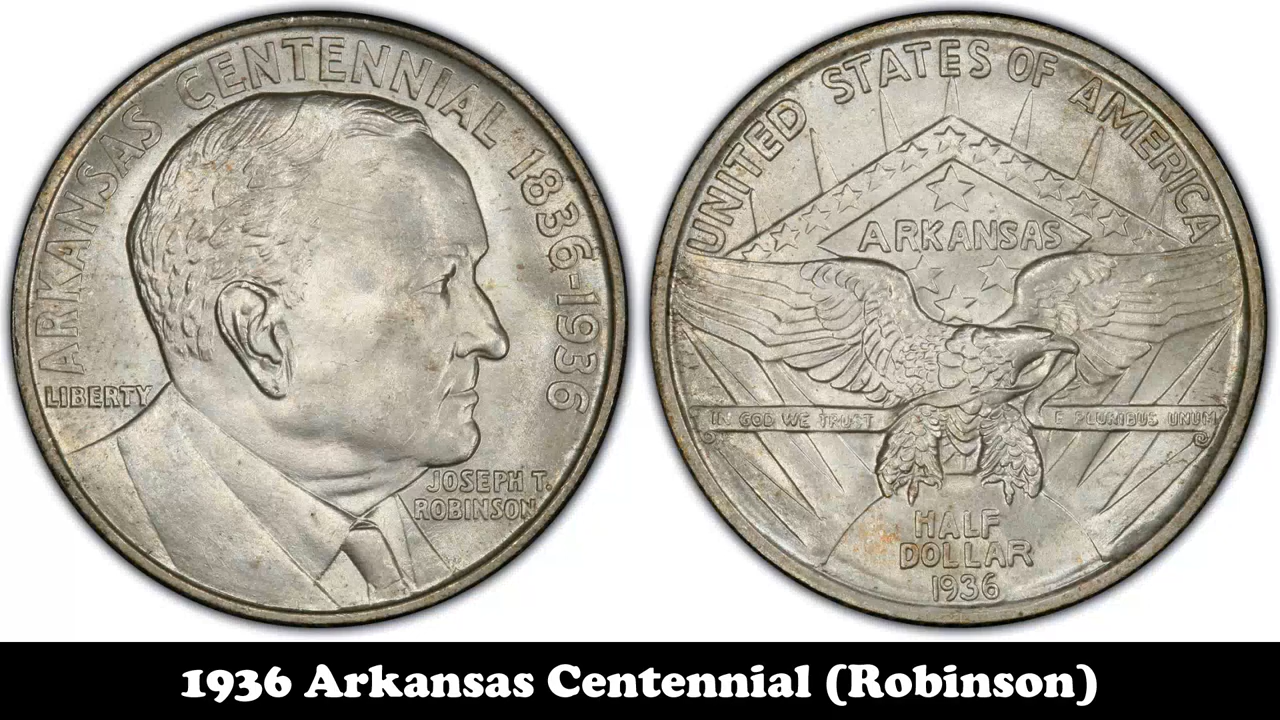 ARKANSAS CENTENNIAL 1836-1936
LIBERTY
JOSEPH T.
ROBINSON
UNITED STATES OF AMERICA
ARKANSAS
IN GOD WE TRUST
E PLURIBUS UNUM
HALF
DOLLAR
1936
1936 Arkansas Centennial (Robinson)